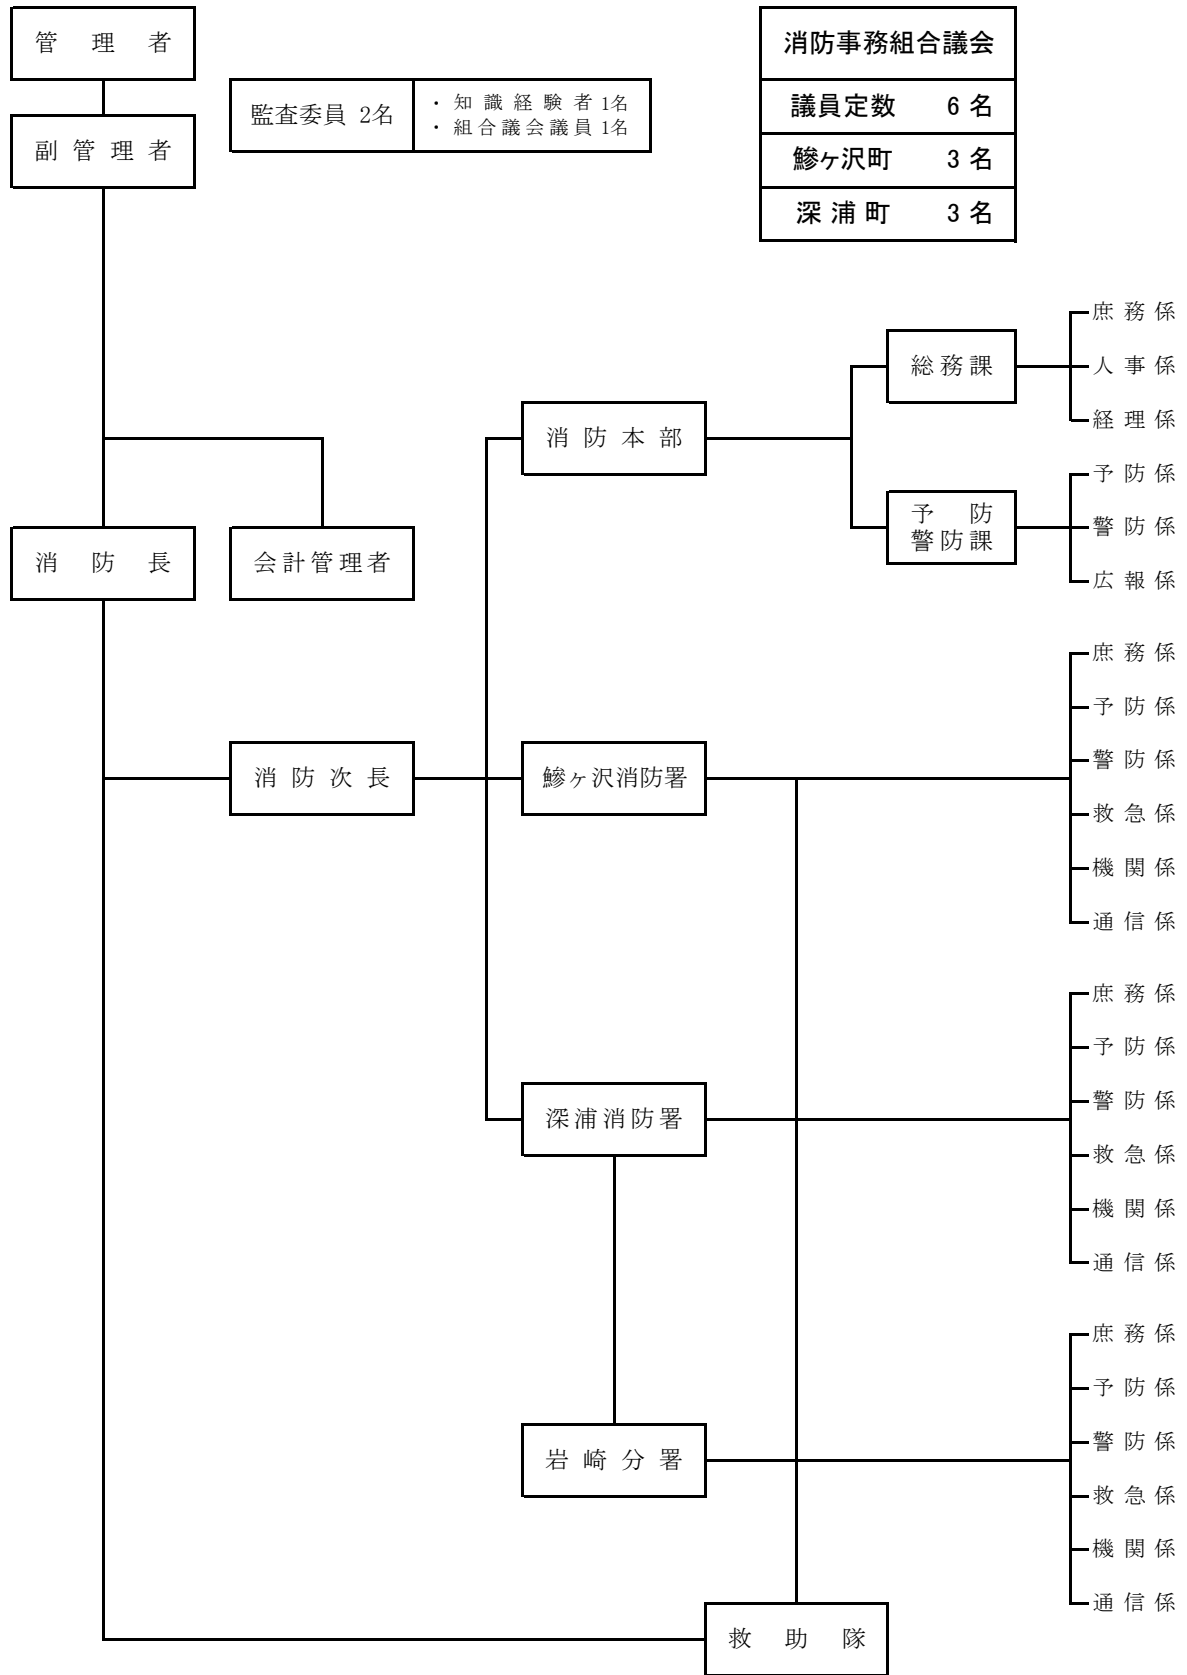 管理者
副管理者
監査委員 2名
・知識経験者 1名
・組合議会議員 1名
消防事務組合議会
議員定数 6名
鰺ヶ沢町 3名
深浦町 3名
消防長
会計管理者
消防次長
消防本部
総務課
庶務係
人事係
経理係
予防
警防課
予防係
警防係
広報係
鰺ヶ沢消防署
庶務係
予防係
警防係
救急係
機関係
通信係
深浦消防署
庶務係
予防係
警防係
救急係
機関係
通信係
岩崎分署
庶務係
予防係
警防係
救急係
機関係
通信係
救助隊